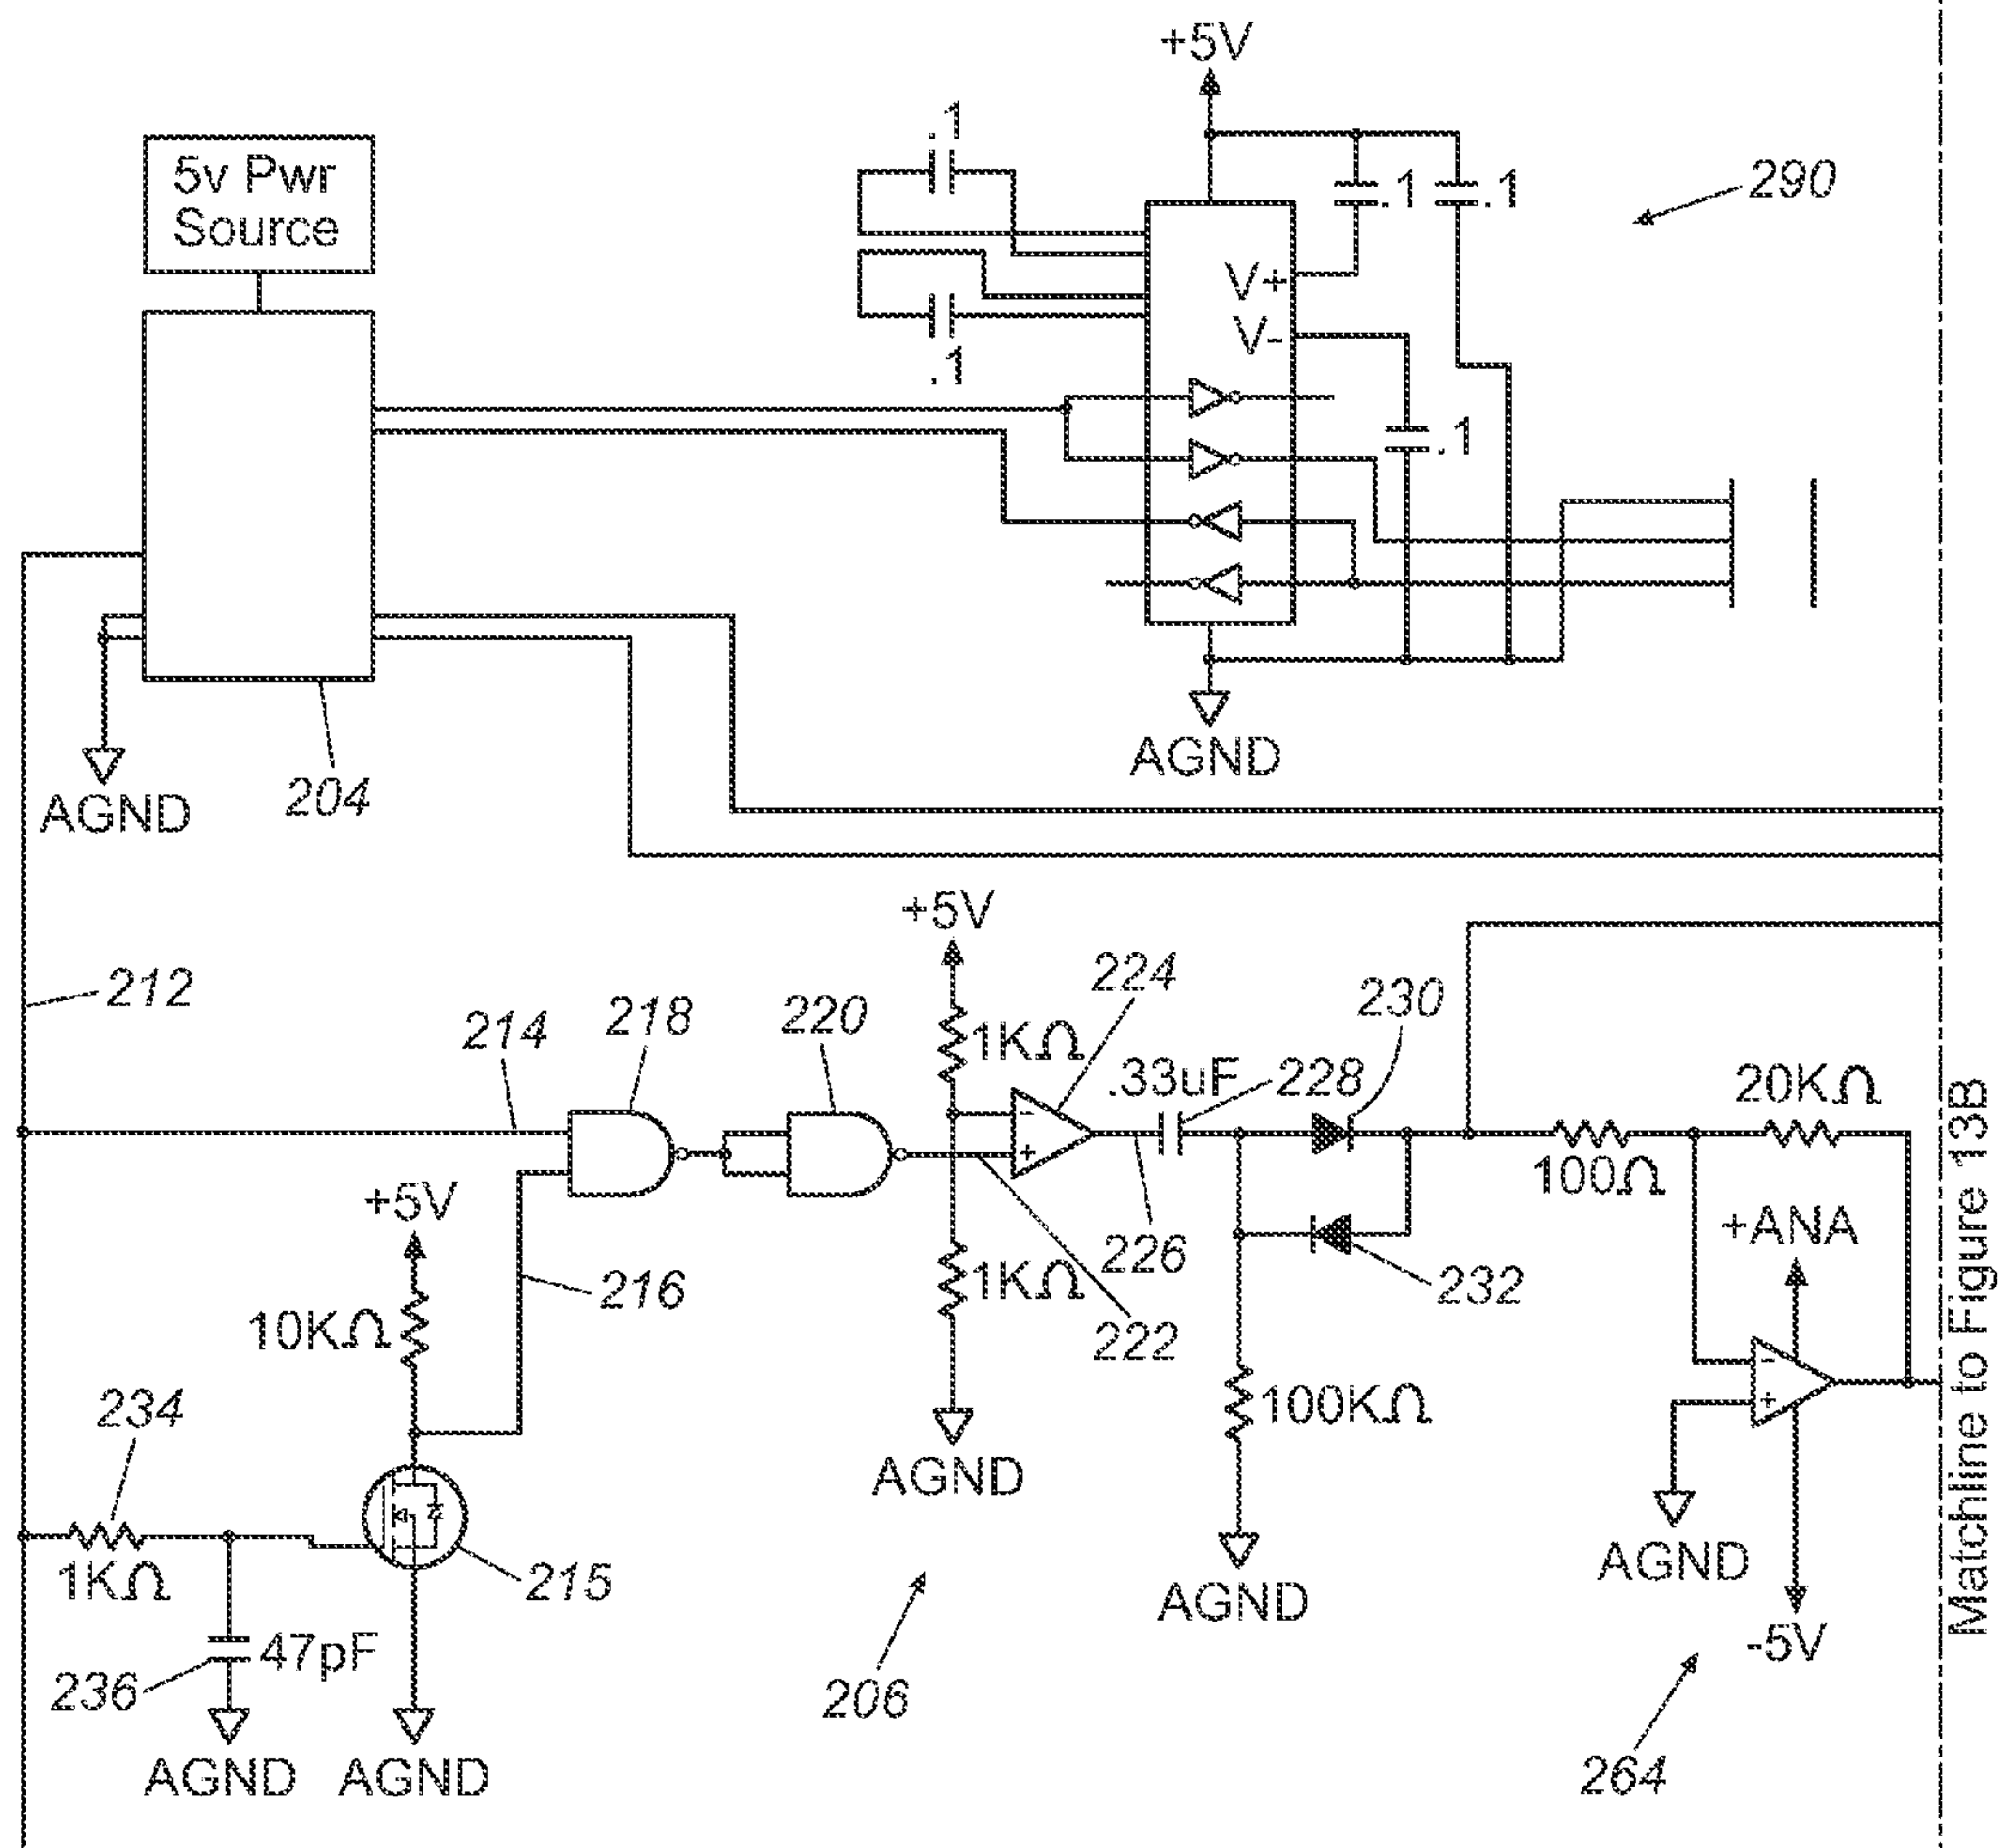 +5V
.1
5v Pwr
Source
.1
.1
290
V+
V-
.1
.1
AGND
204
AGND
+5V
212
214
218
220
224
230
1KΩ
.33uF
228
20KΩ
-
+
100Ω
+5V
+ANA
216
226
232
1KΩ
10KΩ
222
-
+
234
100KΩ
AGND
1KΩ
215
AGND
AGND
47pF
-5V
236
206
264
AGND
AGND
Matchline to Figure 13B